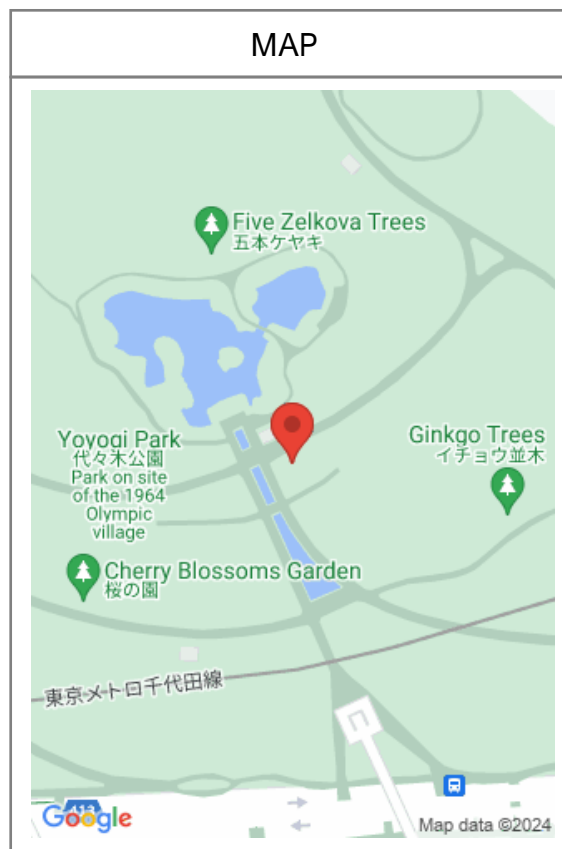 MAP
Five Zelkova Trees
五本ケヤキ
Yoyogi Park
代々木公園
Park on site
of the 1964
Olympic
village
Ginkgo Trees
イチョウ並木
Cherry Blossoms Garden
桜の園
東京メトロ千代田線
413
Google
Map data ©2024